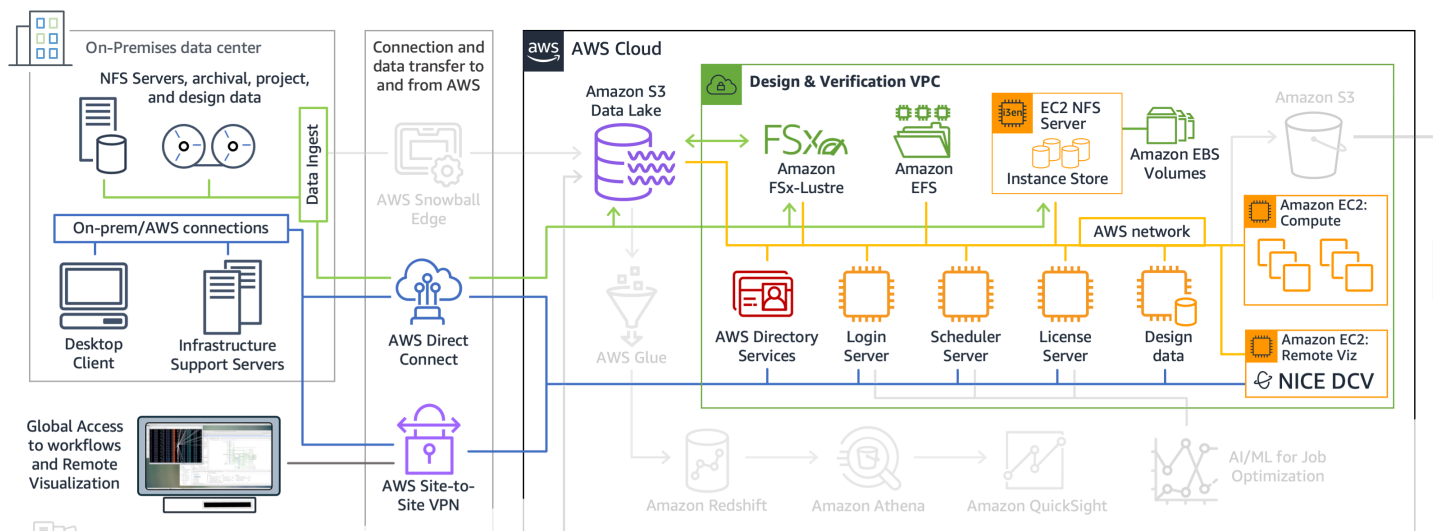 On-Premises data center
NFS Servers, archival, project,
and design data
Data Ingest
On-prem/AWS connections
Desktop
Client
Infrastructure
Support Servers
Global Access
to workflows
and Remote
Visualization
Connection and
data transfer to
and from AWS
AWS Snowball
Edge
AWS Direct
Connect
AWS Site-to-
Site VPN
aws
AWS Cloud
Amazon S3
Data Lake
AWS Glue
Design & Verification VPC
FSx
Amazon
FSx-Lustre
Amazon
EFS
i3en
EC2 NFS
Server
Instance Store
Amazon EBS
Volumes
Amazon S3
AWS network
Amazon EC2:
Compute
AWS Directory
Services
Login
Server
Scheduler
Server
License
Server
Design
data
Amazon EC2:
Remote Viz
NICE DCV
Amazon Redshift
Amazon Athena
Amazon QuickSight
AI/ML for Job
Optimization